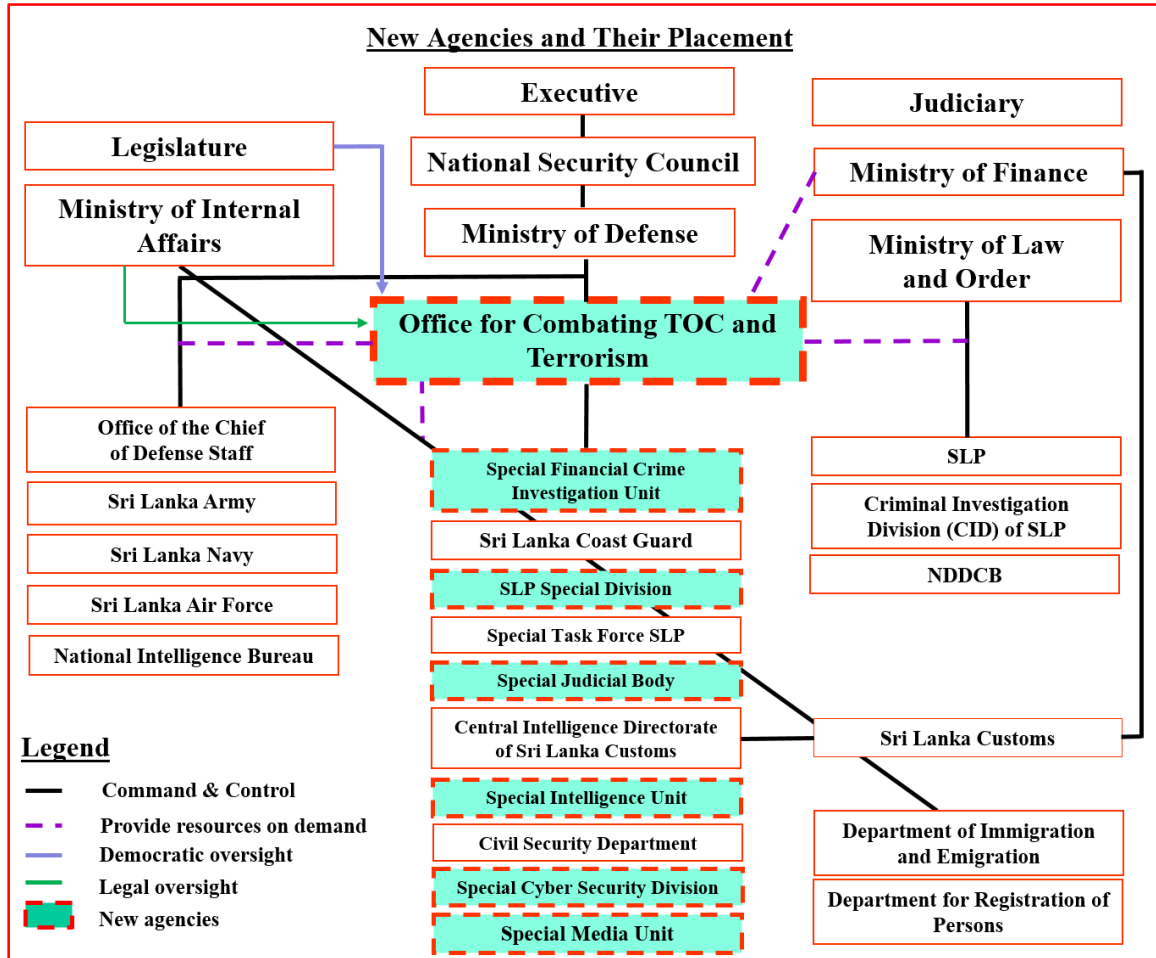 New Agencies and Their Placement
Executive
Judiciary
Legislature
National Security Council
Ministry of Finance
Ministry of Internal
Affairs
Ministry of Defense
Ministry of Law
and Order
Office for Combating TOC and
Terrorism
Office of the Chief
of Defense Staff
Sri Lanka Army
Sri Lanka Navy
Sri Lanka Air Force
National Intelligence Bureau
Special Financial Crime
Investigation Unit
Sri Lanka Coast Guard
SLP Special Division
Special Task Force SLP
Special Judicial Body
Central Intelligence Directorate
of Sri Lanka Customs
Special Intelligence Unit
Civil Security Department
Special Cyber Security Division
Special Media Unit
SLP
Criminal Investigation
Division (CID) of SLP
NDDCB
Sri Lanka Customs
Department of Immigration
and Emigration
Department for Registration of
Persons
Legend
Command & Control
Provide resources on demand
Democratic oversight
Legal oversight
New agencies